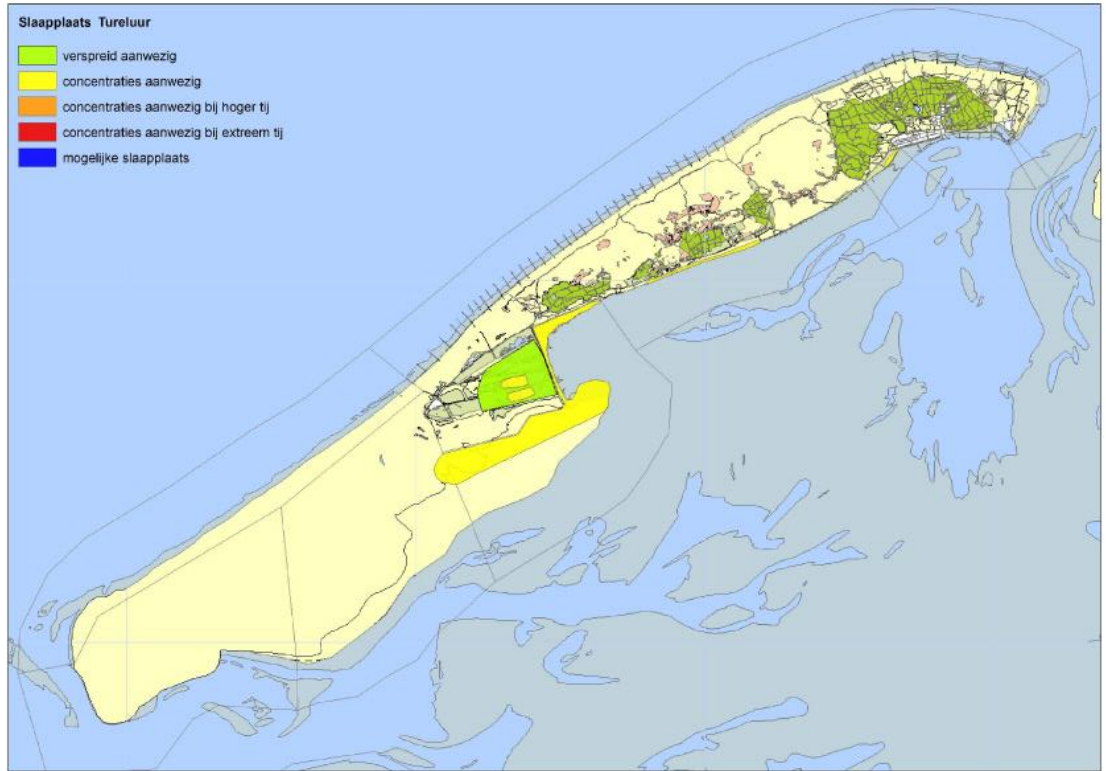 Slaapplaats Tureluur
verspreid aanwezig
concentraties aanwezig
concentraties aanwezig bij hoger tij
concentraties aanwezig bij extreem tij
mogelijke slaapplaats